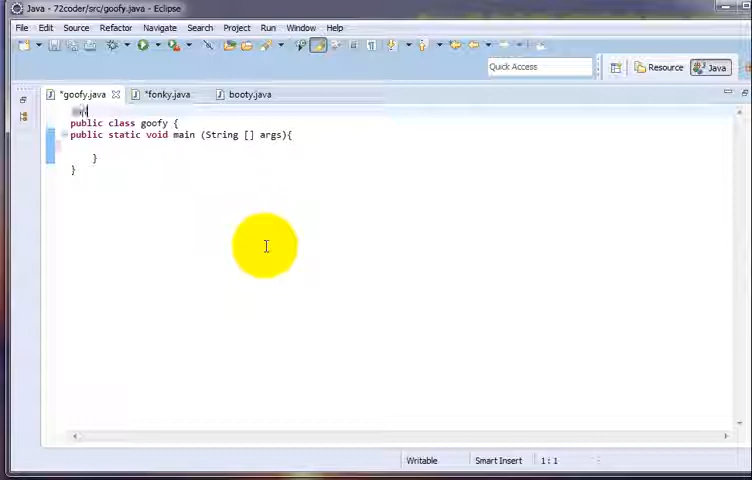 Java - 72coder/src/goofy.java - Eclipse
File Edit Source Refactor Navigate Search Project Run Window Help
Quick Access Resource Java
*goofy.java *fonky.java booty.java
public class goofy {
public static void main (String [] args){
}
}
Writable Smart Insert 1:1